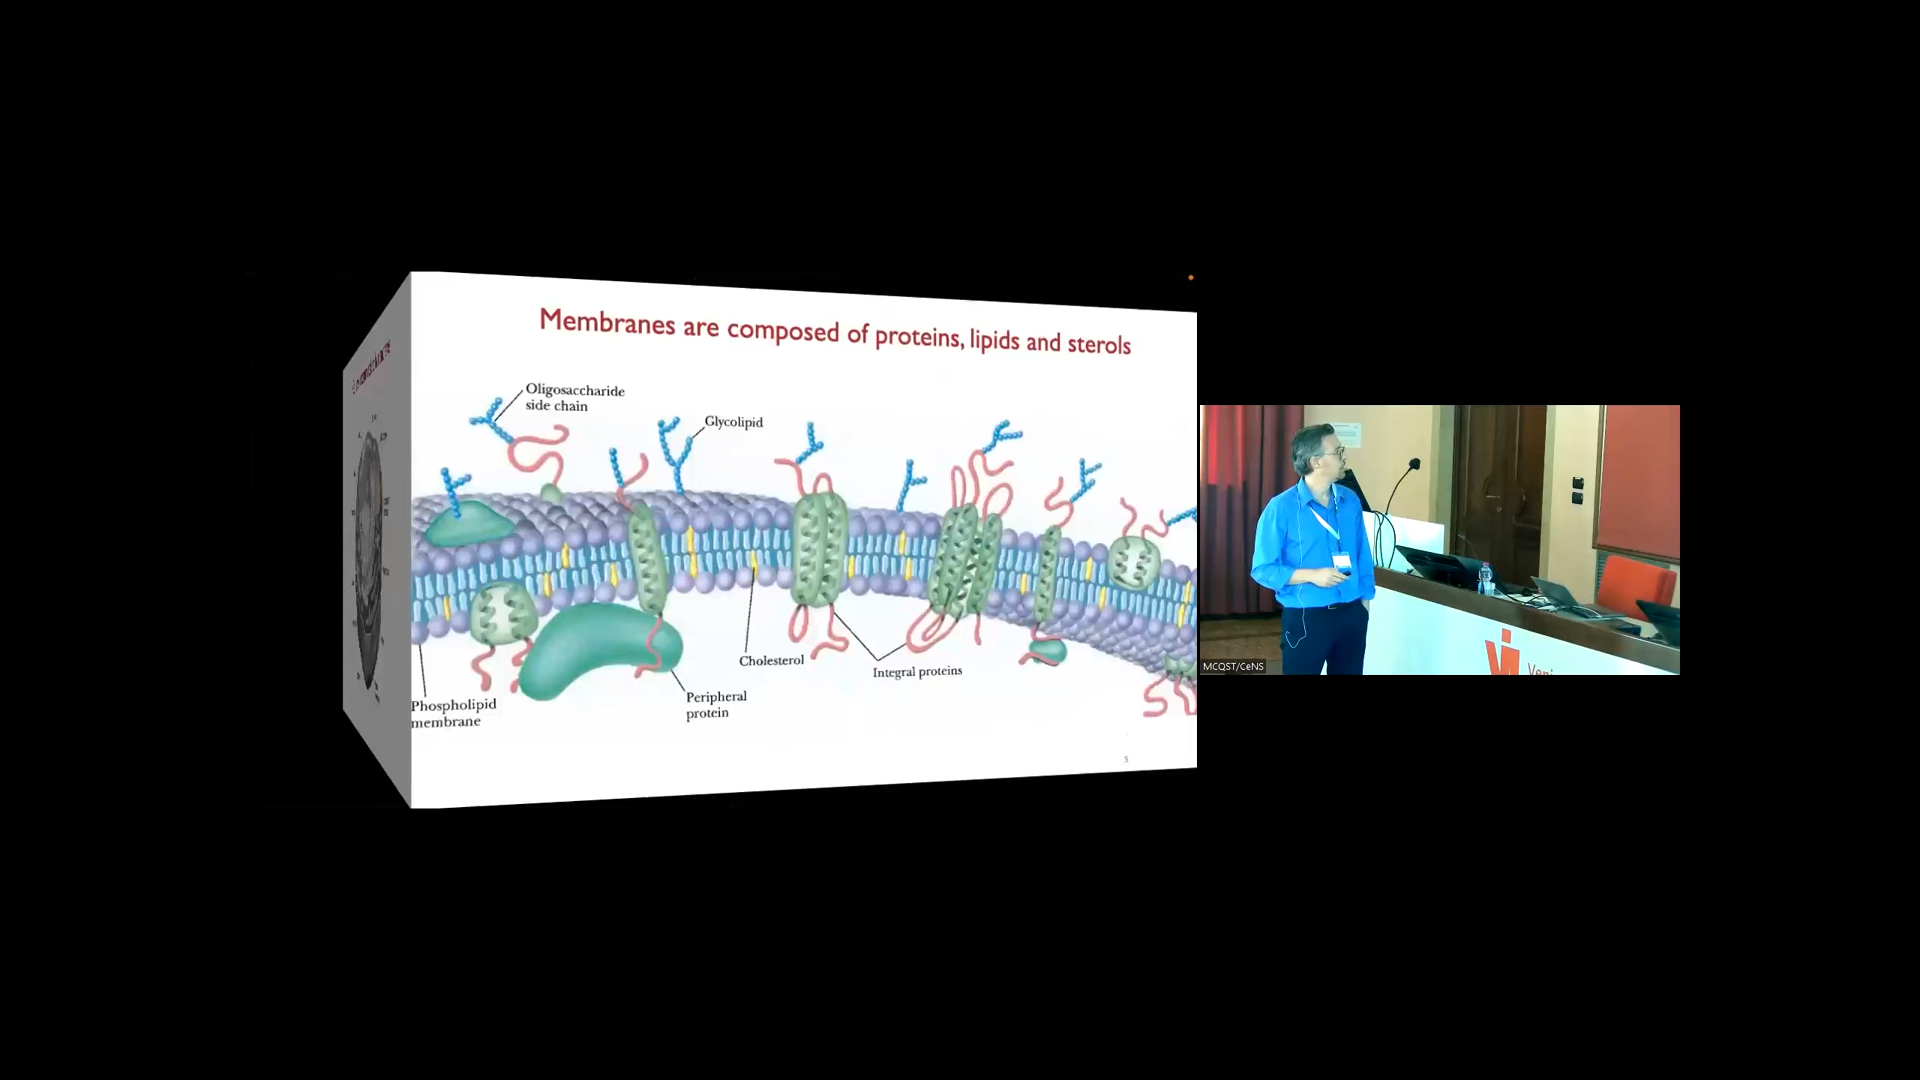 Membranes are composed of proteins, lipids and sterols
Oligosaccharide
side chain
Glycolipid
Cholesterol
Integral proteins
Peripheral
protein
Phospholipid
membrane
5
MCQST/CeNS